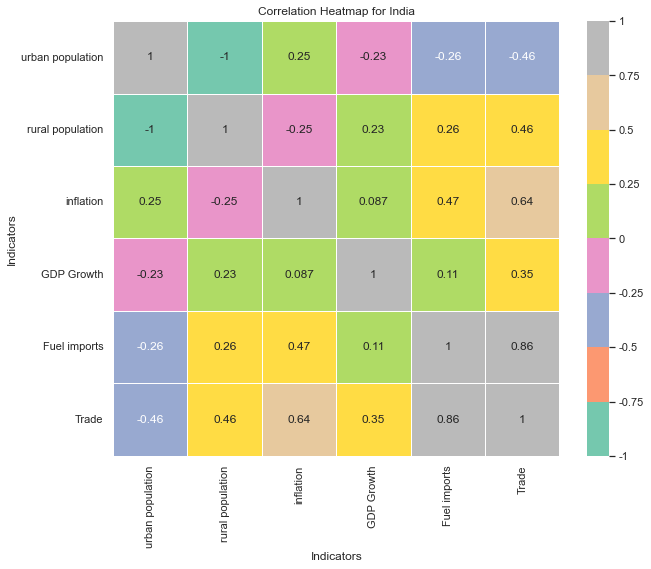 Correlation Heatmap for India
urban population 1 -1 0.25 -0.23 -0.26 -0.46
rural population -1 1 -0.25 0.23 0.26 0.46
inflation 0.25 -0.25 1 0.087 0.47 0.64
GDP Growth -0.23 0.23 0.087 1 0.11 0.35
Fuel imports -0.26 0.26 0.47 0.11 1 0.86
Trade -0.46 0.46 0.64 0.35 0.86 1
Indicators
urban population
rural population
inflation
GDP Growth
Fuel imports
Trade
Indicators
1
0.75
0.5
0.25
0
-0.25
-0.5
-0.75
-1